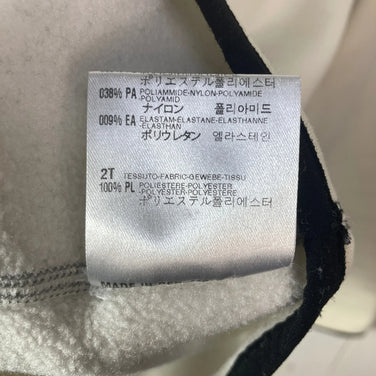 ポリエステル폴리에스터
038% PA POLIAMMIDE-NYLON-POLYAMIDE
-POLYAMID
ナイロン 폴리아미드
009% EA ELASTAM-ELASTANE-ELASTHANNE
-ELASTHAN
ポリウレタン 엘라스테인
2T TESSUTO-FABRIC-GEWEBE-TISSU
100% PL POLIESTERE-POLYESTER
-POLYESTER-POLYESTER
ポリエステル폴리에스터
MADE IN